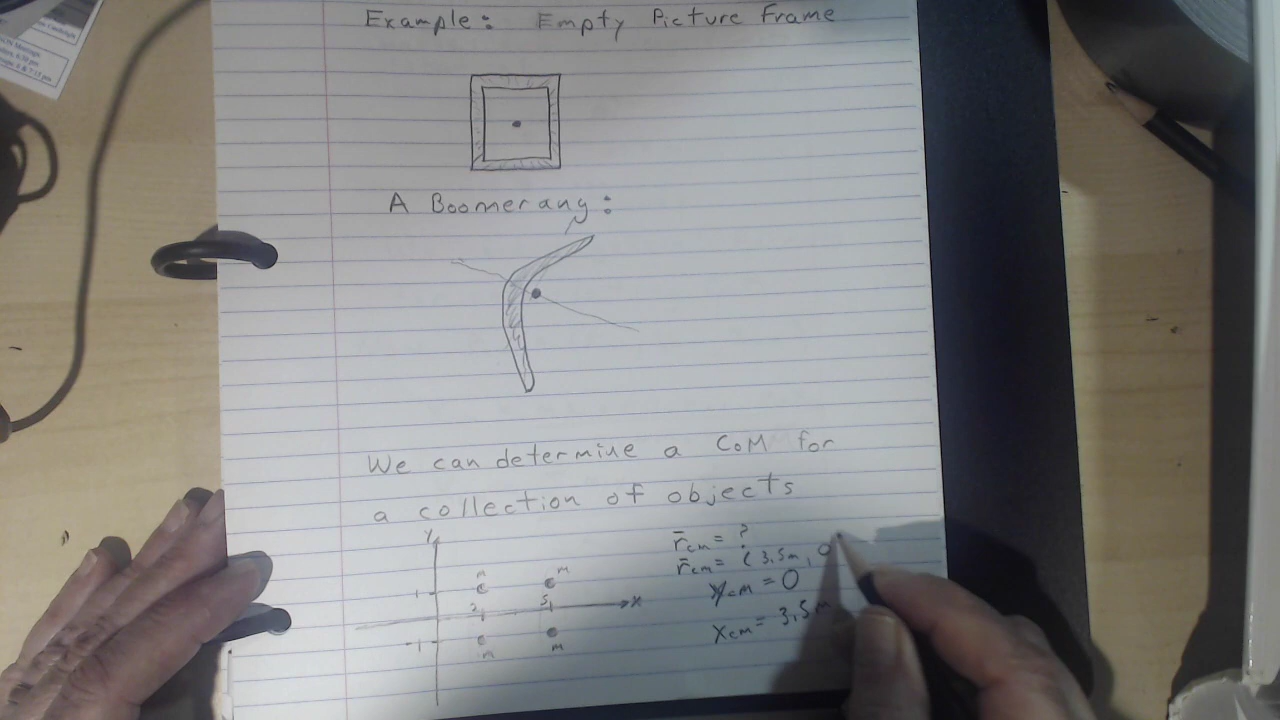 Example: Empty Picture Frame
A Boomerang:
We can determine a CoM for
a collection of objects
y
r̄cm = ?
r̄cm = (3.5m, 0
ycm = 0
xcm = 3.5m
m m
1 2 5 x
-1
m m